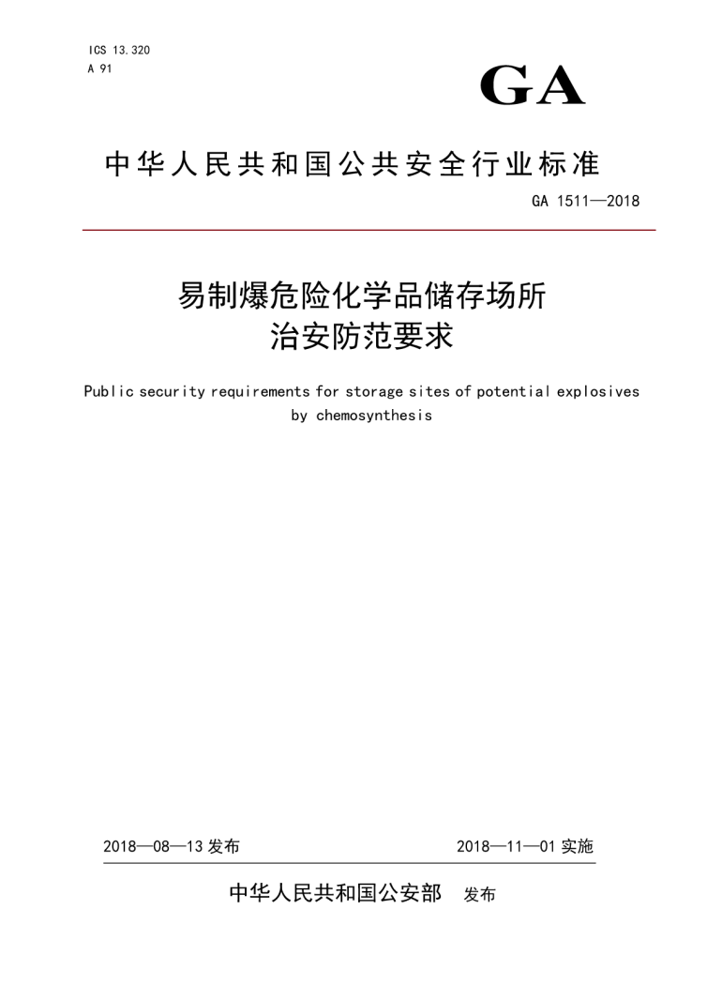 ICS 13.320
A 91
GA
中华人民共和国公共安全行业标准
GA 1511—2018
易制爆危险化学品储存场所
治安防范要求
Public security requirements for storage sites of potential explosives
by chemosynthesis
2018—08—13 发布 2018—11—01 实施
中华人民共和国公安部 发布